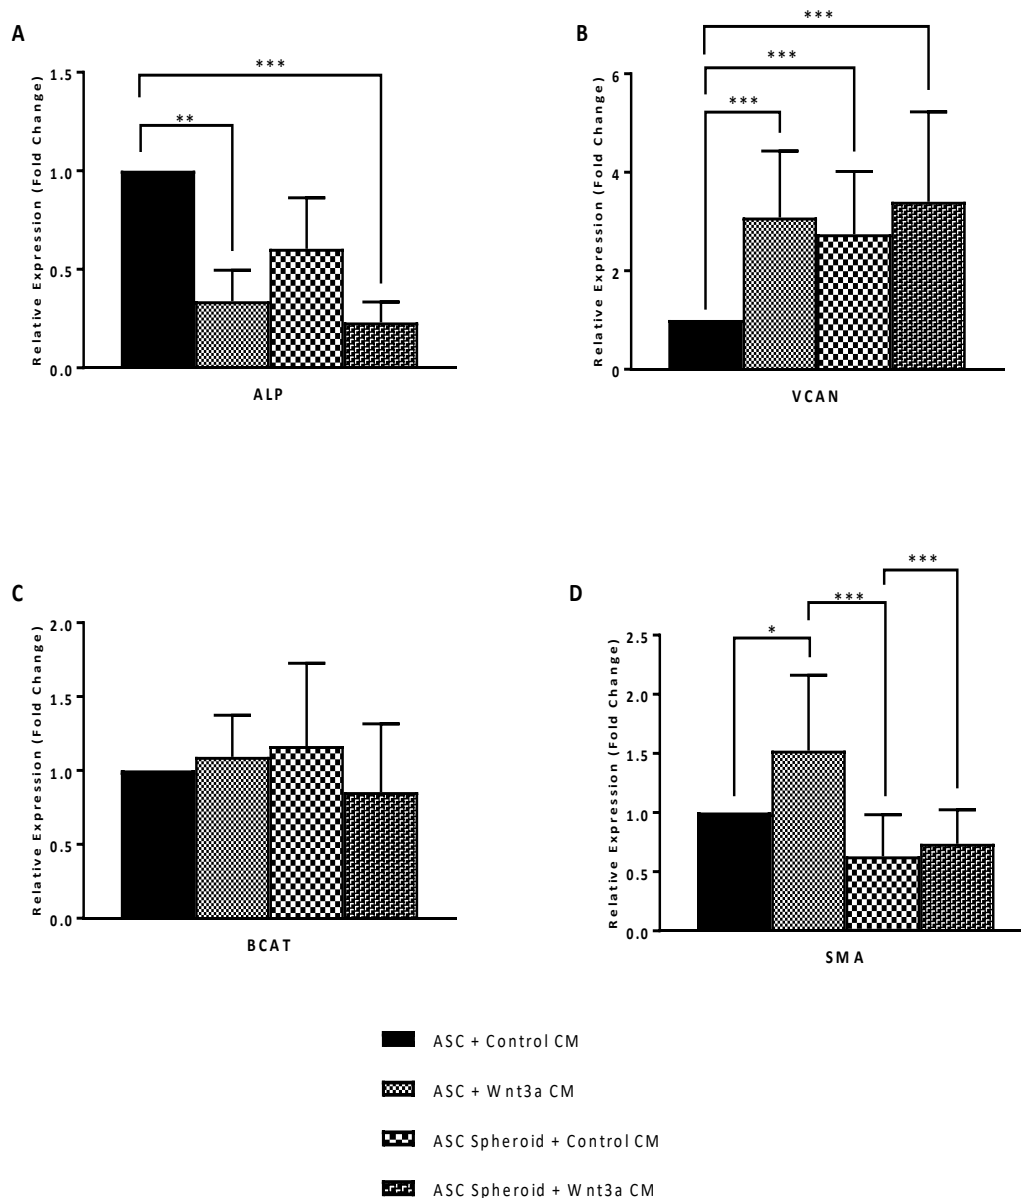 A
***
**
Relative Expression (Fold Change)
1.5
1.0
0.5
0.0
ALP
B
***
***
***
Relative Expression (Fold Change)
6
4
2
0
VCAN
C
Relative Expression (Fold Change)
2.0
1.5
1.0
0.5
0.0
BCAT
D
***
***
*
Relative Expression (Fold Change)
2.5
2.0
1.5
1.0
0.5
0.0
SMA
ASC + Control CM
ASC + Wnt3a CM
ASC Spheroid + Control CM
ASC Spheroid + Wnt3a CM